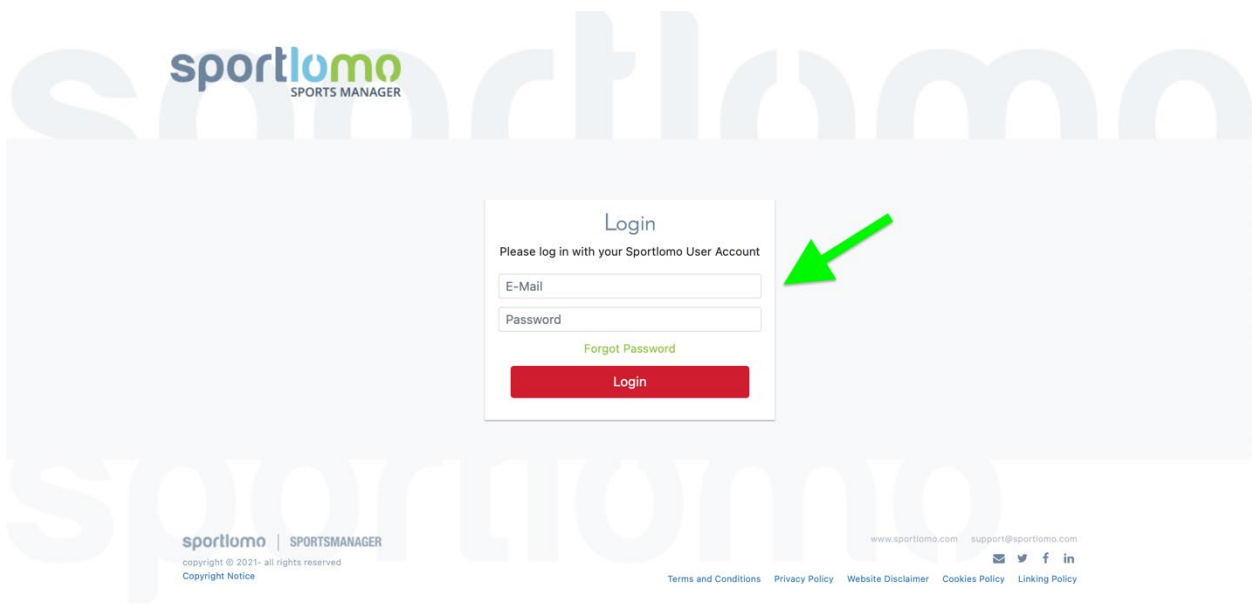 sportlomo
sportlomo
SPORTS MANAGER
Login
Please log in with your Sportlomo User Account
E-Mail
Password
Forgot Password
Login
sportlomo
sportlomo | SPORTSMANAGER
copyright © 2021- all rights reserved
Copyright Notice
www.sportlomo.com support@sportlomo.com
Terms and Conditions Privacy Policy Website Disclaimer Cookies Policy Linking Policy